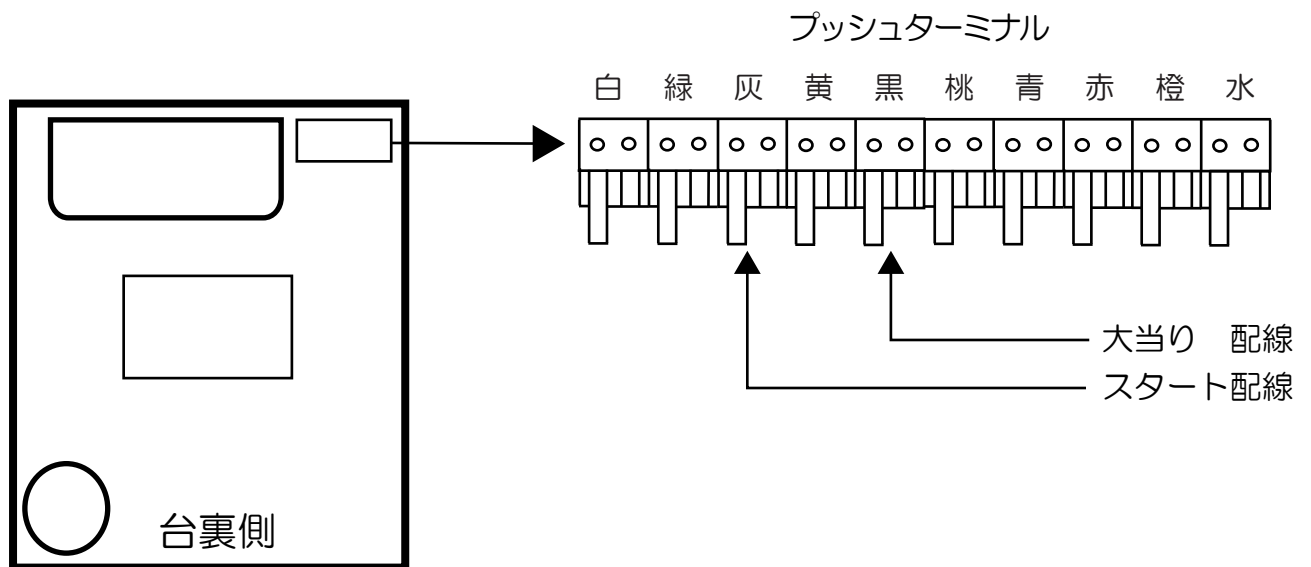 プッシュターミナル
白 緑 灰 黄 黒 桃 青 赤 橙 水
大当り　配線
スタート配線
台裏側